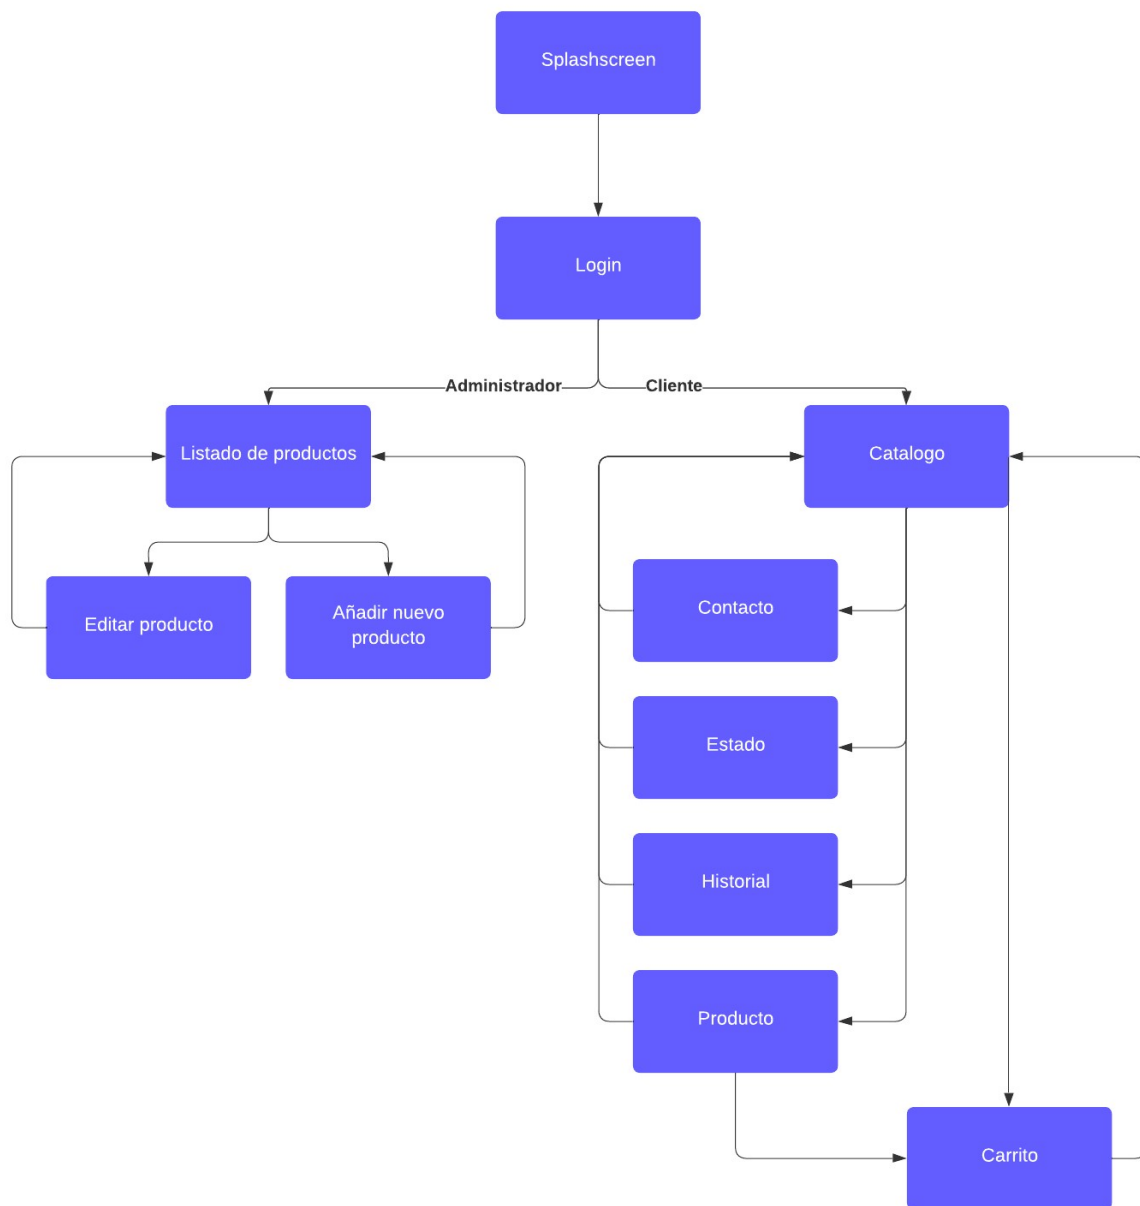 Splashscreen
Login
Administrador
Cliente
Listado de productos
Catalogo
Editar producto
Añadir nuevo
producto
Contacto
Estado
Historial
Producto
Carrito